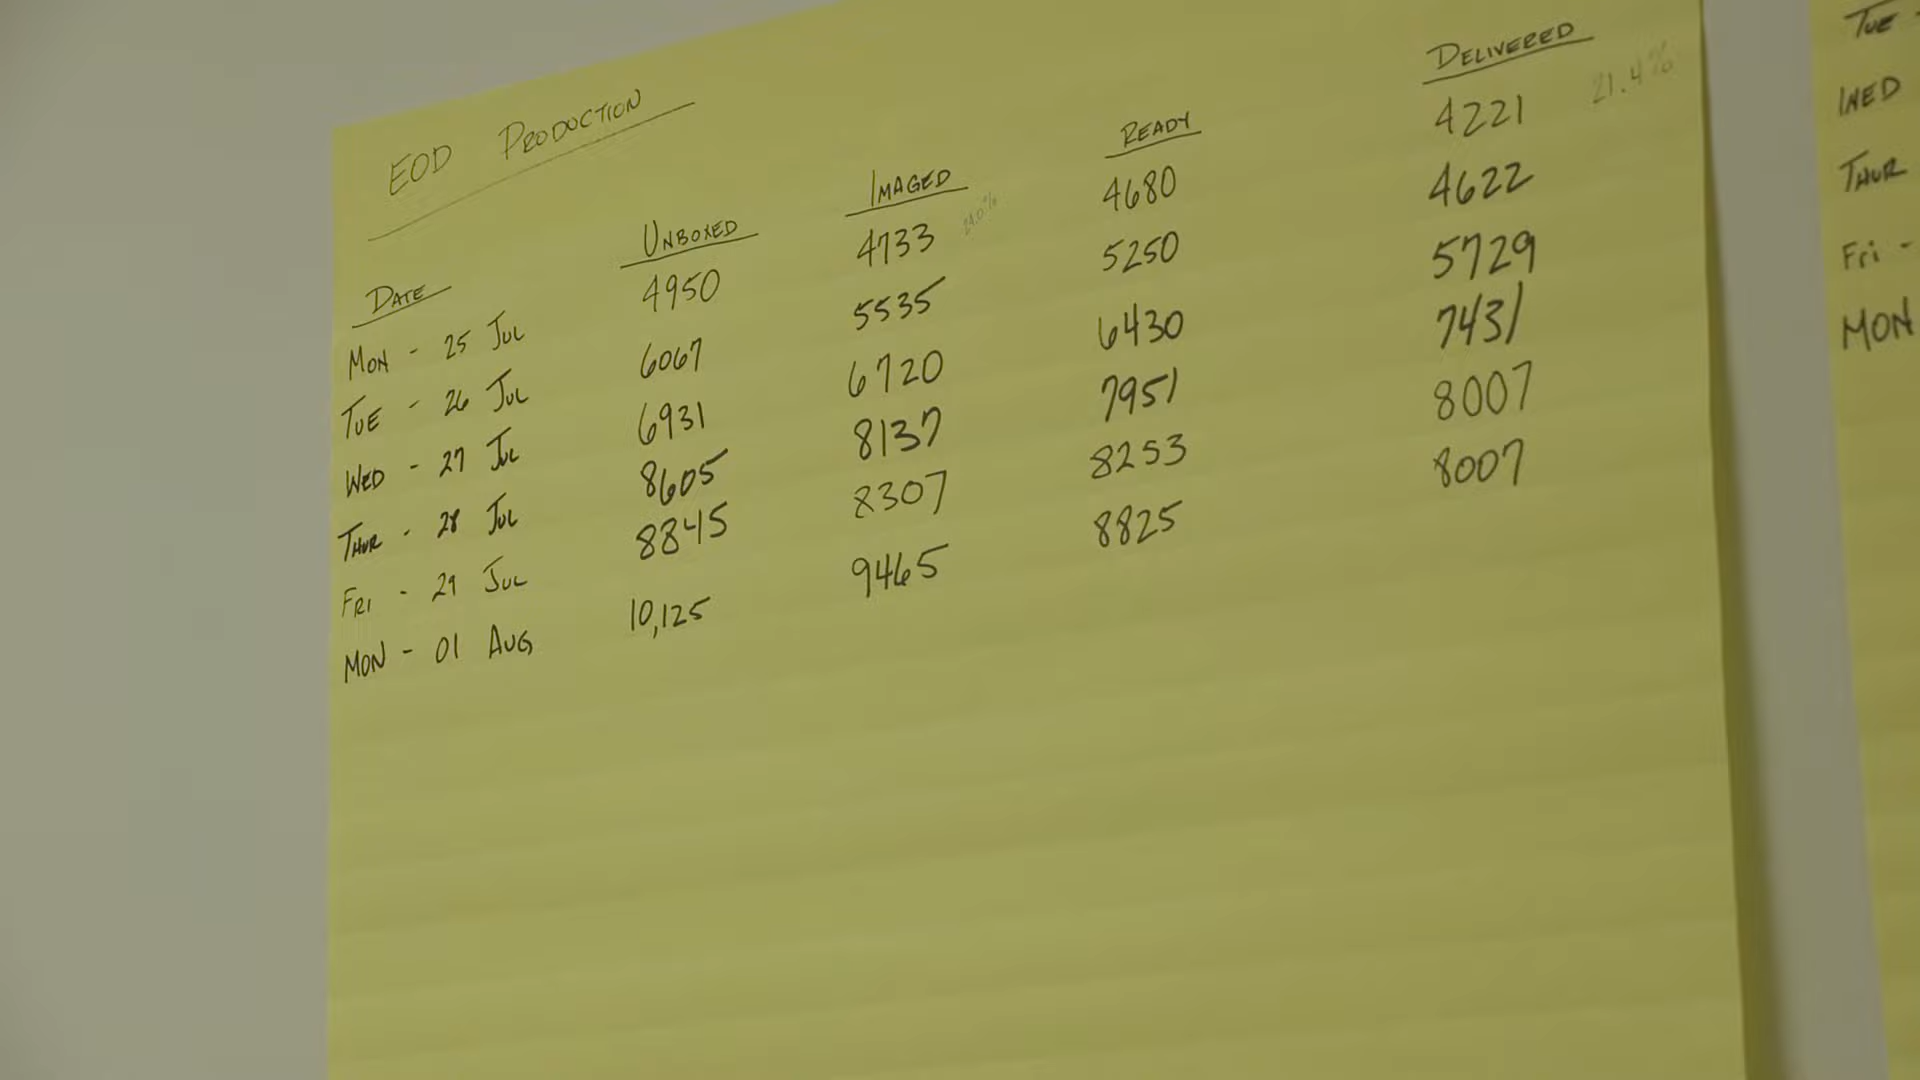 EOD PRODUCTION
DATE UNBOXED IMAGED READY DELIVERED
MON - 25 JUL 4950 4733 24.0% 4680 4221 21.4%
TUE - 26 JUL 6067 5535 5250 4622
WED - 27 JUL 6931 6720 6430 5729
THUR - 28 JUL 8605 8137 7951 7431
FRI - 29 JUL 8845 8307 8253 8007
MON - 01 AUG 10,125 9465 8825 8007
TUE -
WED
THUR
Fri -
MON